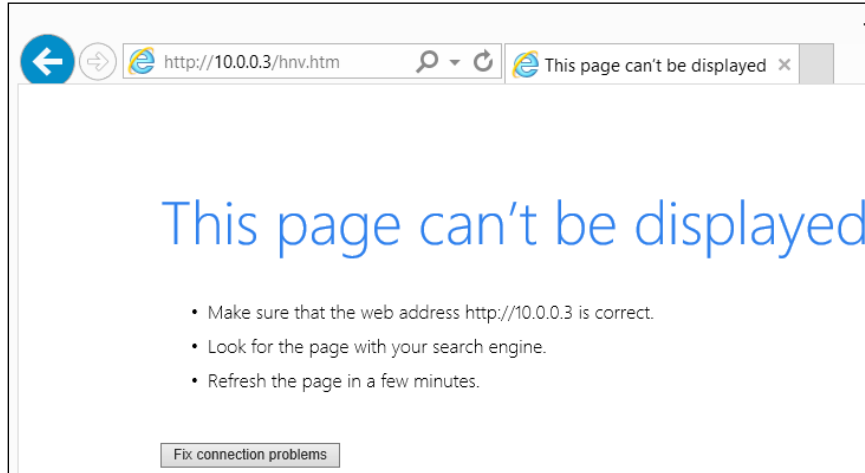 http://10.0.0.3/hnv.htm
This page can't be displayed
This page can't be displayed
• Make sure that the web address http://10.0.0.3 is correct.
• Look for the page with your search engine.
• Refresh the page in a few minutes.
Fix connection problems